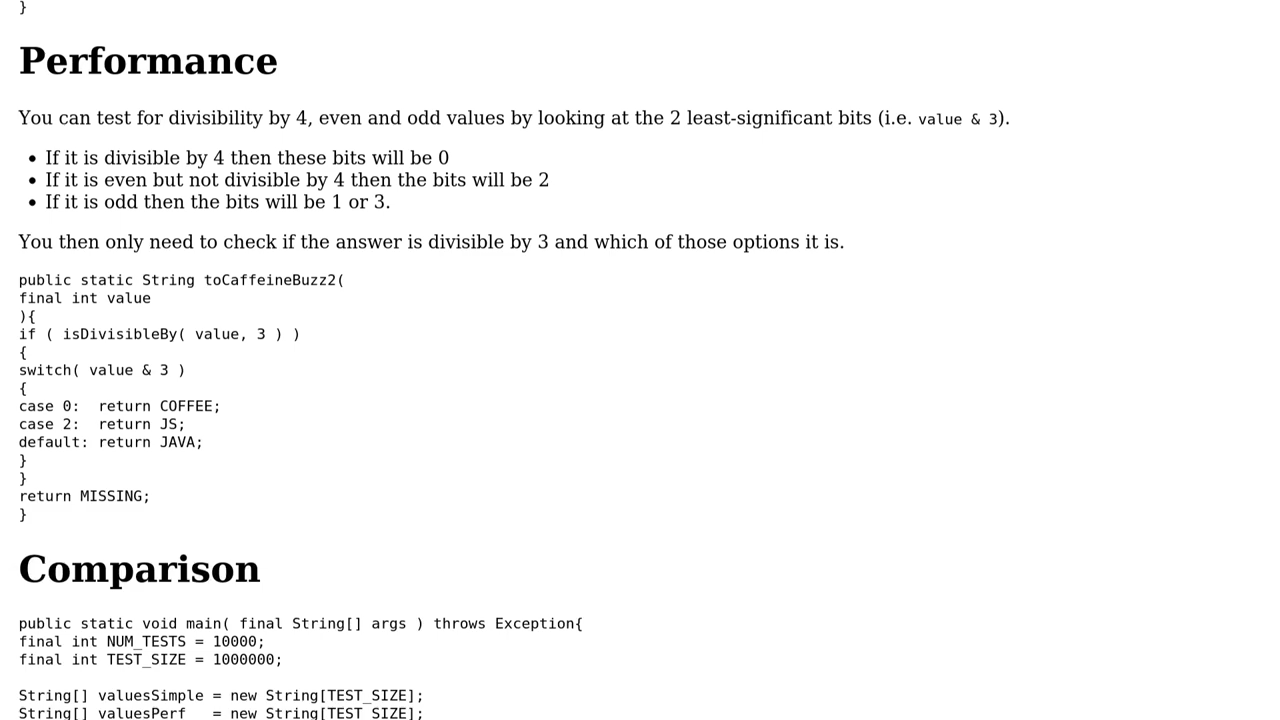 }
Performance
You can test for divisibility by 4, even and odd values by looking at the 2 least-significant bits (i.e. value & 3).
• If it is divisible by 4 then these bits will be 0
• If it is even but not divisible by 4 then the bits will be 2
• If it is odd then the bits will be 1 or 3.
You then only need to check if the answer is divisible by 3 and which of those options it is.
public static String toCaffeineBuzz2(
final int value
){
if ( isDivisibleBy( value, 3 ) )
{
switch( value & 3 )
{
case 0:  return COFFEE;
case 2:  return JS;
default: return JAVA;
}
}
return MISSING;
}
Comparison
public static void main( final String[] args ) throws Exception{
final int NUM_TESTS = 10000;
final int TEST_SIZE = 1000000;
String[] valuesSimple = new String[TEST_SIZE];
String[] valuesPerf   = new String[TEST_SIZE];